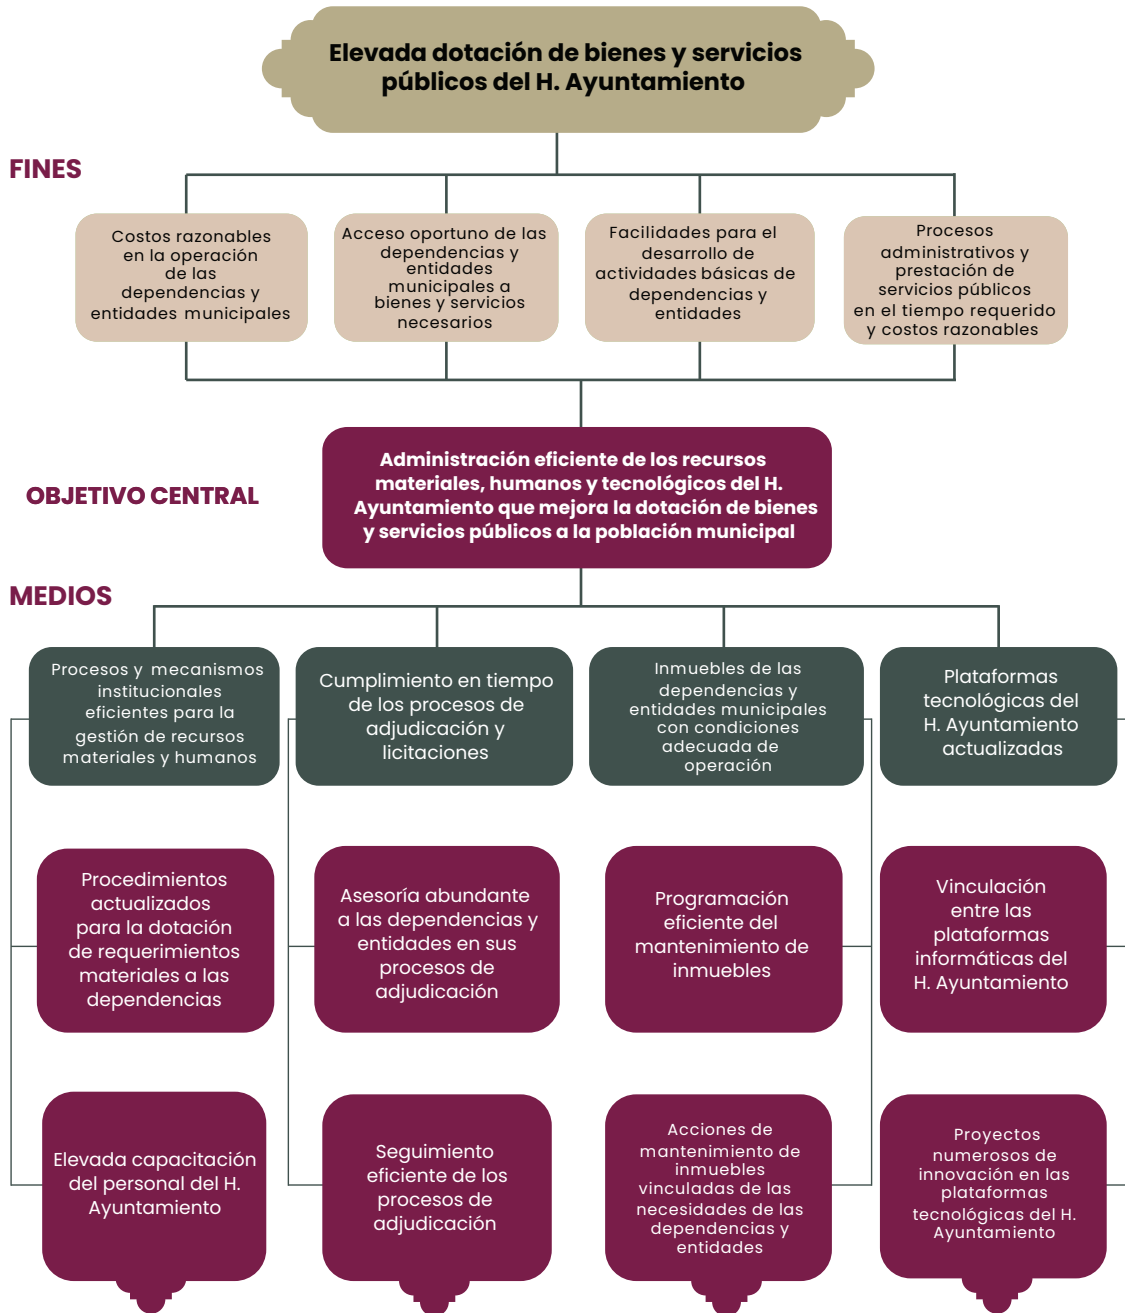 Elevada dotación de bienes y servicios
públicos del H. Ayuntamiento
FINES
Costos razonables
en la operación
de las
dependencias y
entidades municipales
Acceso oportuno de las
dependencias y
entidades
municipales a
bienes y servicios
necesarios
Facilidades para el
desarrollo de
actividades básicas de
dependencias y
entidades
Procesos
administrativos y
prestación de
servicios públicos
en el tiempo requerido
y costos razonables
OBJETIVO CENTRAL
Administración eficiente de los recursos
materiales, humanos y tecnológicos del H.
Ayuntamiento que mejora la dotación de bienes
y servicios públicos a la población municipal
MEDIOS
Procesos y mecanismos
institucionales
eficientes para la
gestión de recursos
materiales y humanos
Cumplimiento en tiempo
de los procesos de
adjudicación y
licitaciones
Inmuebles de las
dependencias y
entidades municipales
con condiciones
adecuada de
operación
Plataformas
tecnológicas del
H. Ayuntamiento
actualizadas
Procedimientos
actualizados
para la dotación
de requerimientos
materiales a las
dependencias
Asesoría abundante
a las dependencias y
entidades en sus
procesos de
adjudicación
Programación
eficiente del
mantenimiento de
inmuebles
Vinculación
entre las
plataformas
informáticas del
H. Ayuntamiento
Elevada capacitación
del personal del H.
Ayuntamiento
Seguimiento
eficiente de los
procesos de
adjudicación
Acciones de
mantenimiento de
inmuebles
vinculadas de las
necesidades de las
dependencias y
entidades
Proyectos
numerosos de
innovación en las
plataformas
tecnológicas del H.
Ayuntamiento